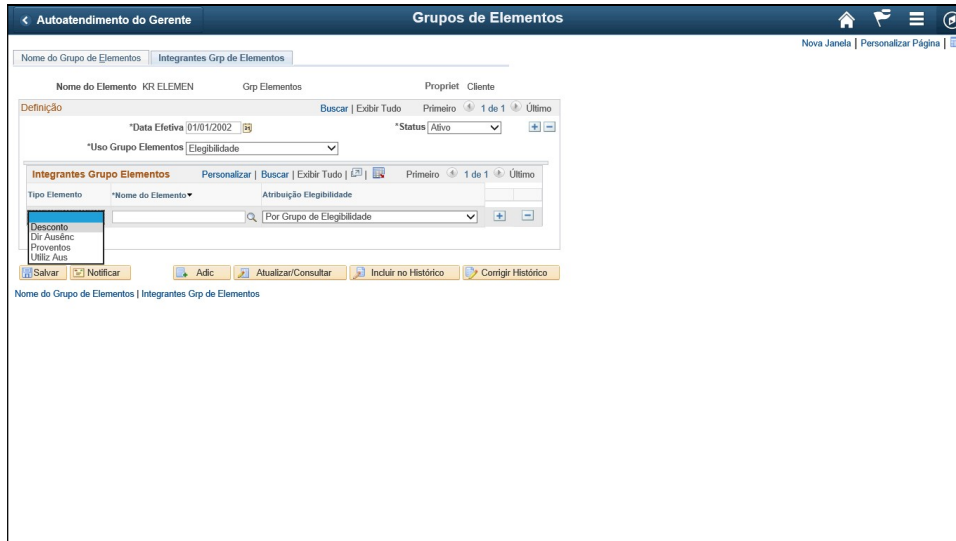 Autoatendimento do Gerente
Grupos de Elementos
Nova Janela | Personalizar Página |
Nome do Grupo de Elementos
Integrantes Grp de Elementos
Nome do Elemento KR ELEMEN Grp Elementos Propriet Cliente
Definição Buscar | Exibir Tudo Primeiro 1 de 1 Último
*Data Efetiva 01/01/2002 *Status Ativo
*Uso Grupo Elementos Elegibilidade
Integrantes Grupo Elementos Personalizar | Buscar | Exibir Tudo | | Primeiro 1 de 1 Último
Tipo Elemento *Nome do Elemento Atribuição Elegibilidade
Por Grupo de Elegibilidade
Desconto
Dir Ausênc
Proventos
Utiliz Aus
Salvar Notificar Adic Atualizar/Consultar Incluir no Histórico Corrigir Histórico
Nome do Grupo de Elementos | Integrantes Grp de Elementos